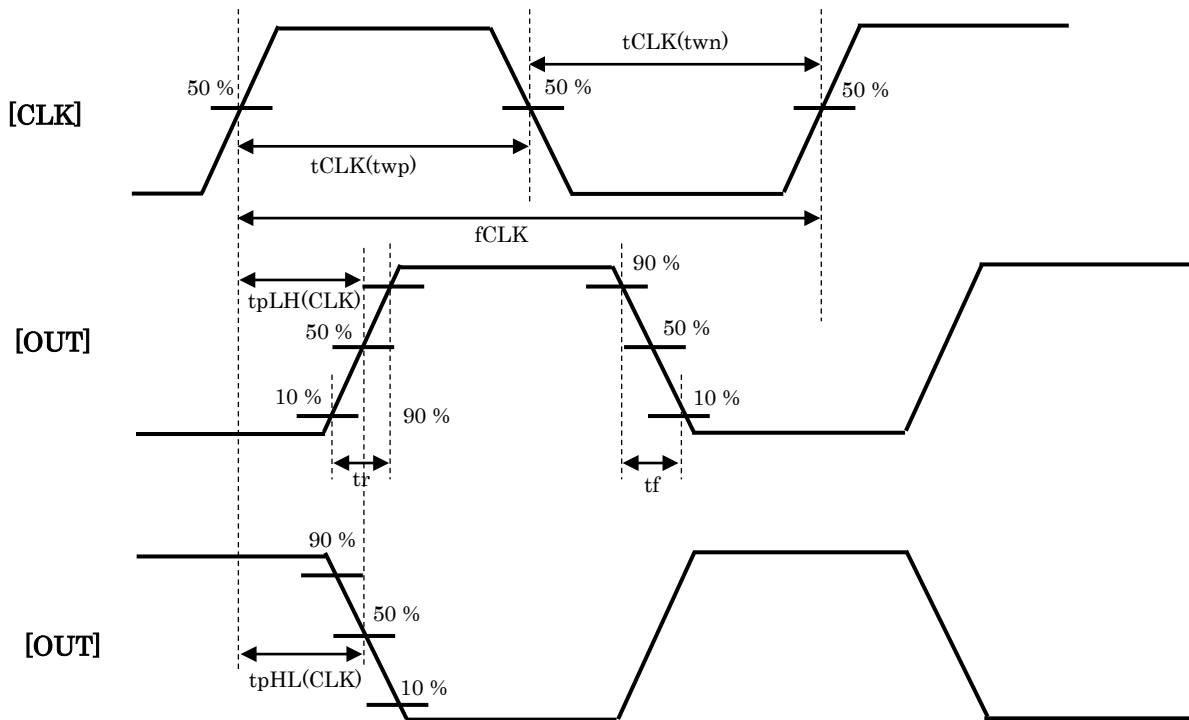 tCLK(twn)
50 %
50 %
50 %
[CLK]
tCLK(twp)
fCLK
90 %
tpLH(CLK)
50 %
50 %
[OUT]
10 %
10 %
90 %
tr
tf
90 %
50 %
[OUT]
tpHL(CLK)
10 %